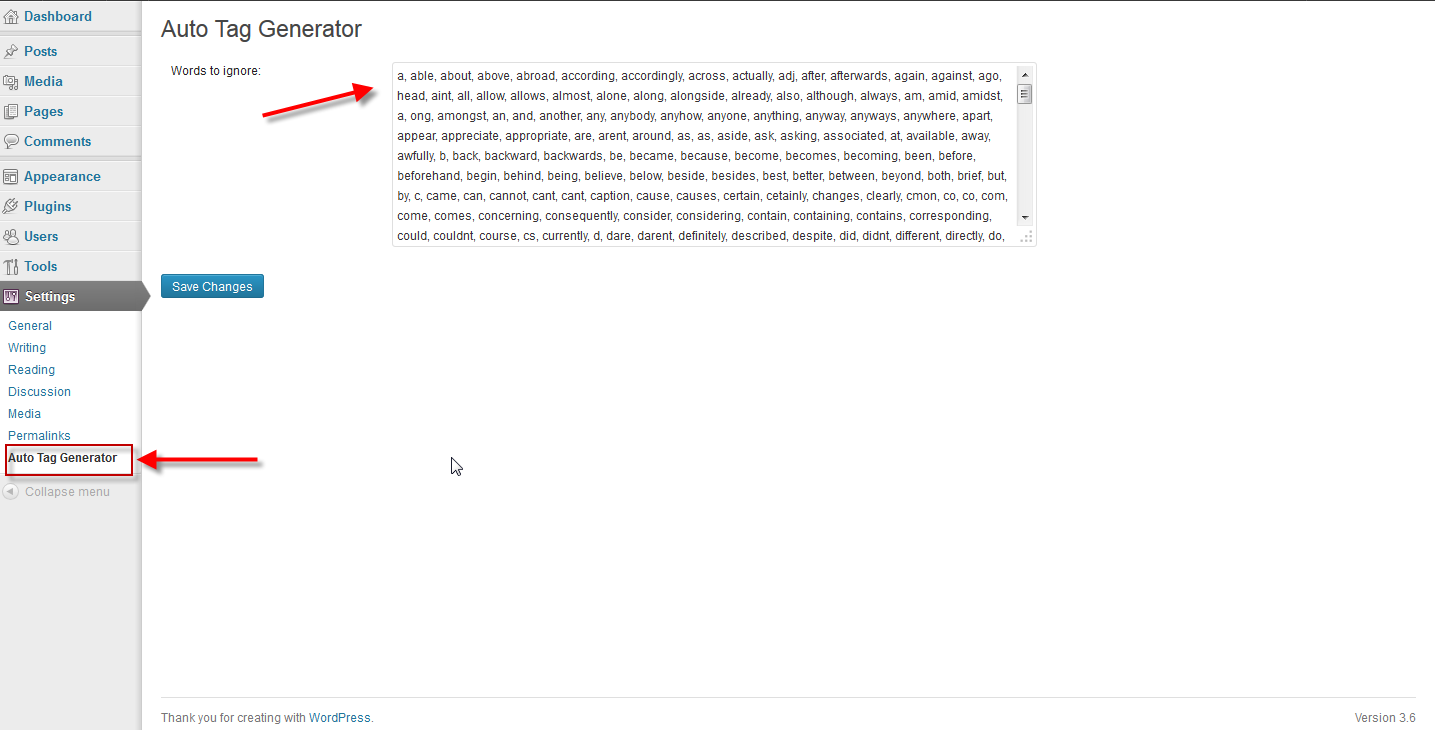 Dashboard
Posts
Media
Pages
Comments
Appearance
Plugins
Users
Tools
Settings
General
Writing
Reading
Discussion
Media
Permalinks
Auto Tag Generator
Collapse menu
Auto Tag Generator
Words to ignore:
a, able, about, above, abroad, according, accordingly, across, actually, adj, after, afterwards, again, against, ago,
head, aint, all, allow, allows, almost, alone, along, alongside, already, also, although, always, am, amid, amidst,
a, ong, amongst, an, and, another, any, anybody, anyhow, anyone, anything, anyway, anyways, anywhere, apart,
appear, appreciate, appropriate, are, arent, around, as, as, aside, ask, asking, associated, at, available, away,
awfully, b, back, backward, backwards, be, became, because, become, becomes, becoming, been, before,
beforehand, begin, behind, being, believe, below, beside, besides, best, better, between, beyond, both, brief, but,
by, c, came, can, cannot, cant, cant, caption, cause, causes, certain, cetainly, changes, clearly, cmon, co, co, com,
come, comes, concerning, consequently, consider, considering, contain, containing, contains, corresponding,
could, couldnt, course, cs, currently, d, dare, darent, definitely, described, despite, did, didnt, different, directly, do,
Save Changes
Thank you for creating with WordPress.
Version 3.6